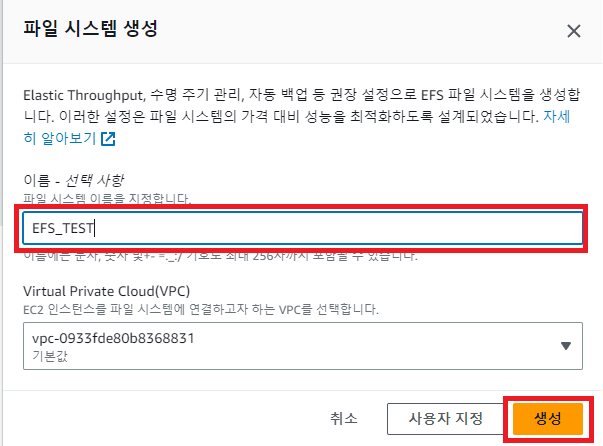 파일 시스템 생성
Elastic Throughput, 수명 주기 관리, 자동 백업 등 권장 설정으로 EFS 파일 시스템을 생성합
니다. 이러한 설정은 파일 시스템의 가격 대비 성능을 최적화하도록 설계되었습니다. 자세
히 알아보기
이름 - 선택 사항
파일 시스템 이름을 지정합니다.
EFS_TEST
이름에는 문자, 숫자 및+- =._:/ 기호로 최대 256자까지 포함될 수 있습니다.
Virtual Private Cloud(VPC)
EC2 인스턴스를 파일 시스템에 연결하고자 하는 VPC를 선택합니다.
vpc-0933fde80b8368831
기본값
취소
사용자 지정
생성